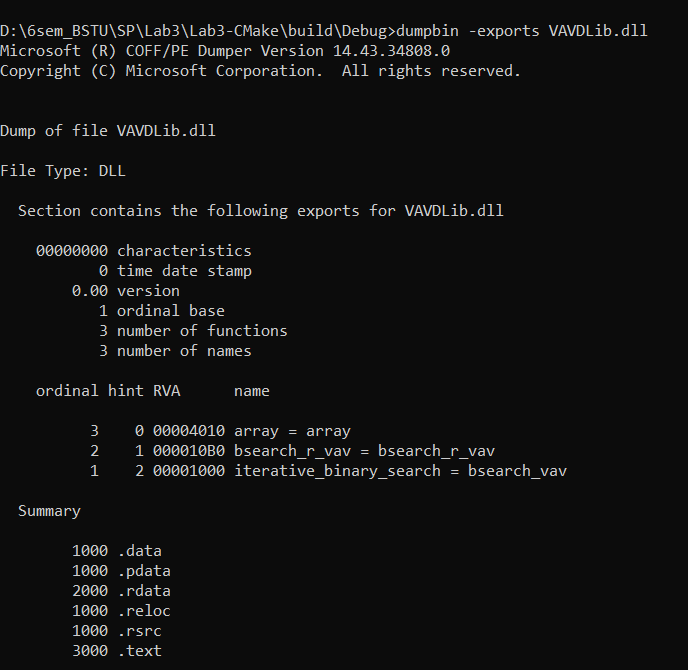 D:\6sem_BSTU\SP\Lab3\Lab3-CMake\build\Debug>dumpbin -exports VAVDLib.dll
Microsoft (R) COFF/PE Dumper Version 14.43.34808.0
Copyright (C) Microsoft Corporation.  All rights reserved.


Dump of file VAVDLib.dll

File Type: DLL

  Section contains the following exports for VAVDLib.dll

    00000000 characteristics
           0 time date stamp
        0.00 version
           1 ordinal base
           3 number of functions
           3 number of names

    ordinal hint RVA      name

          3    0 00004010 array = array
          2    1 000010B0 bsearch_r_vav = bsearch_r_vav
          1    2 00001000 iterative_binary_search = bsearch_vav

  Summary

        1000 .data
        1000 .pdata
        2000 .rdata
        1000 .reloc
        1000 .rsrc
        3000 .text